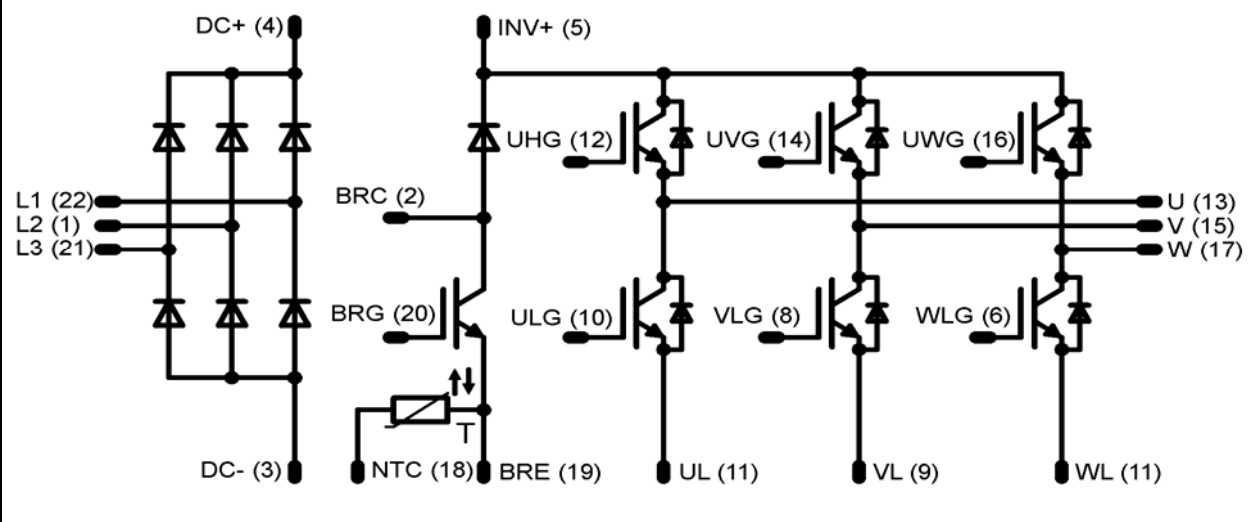 DC+ (4)
INV+ (5)
UHG (12)
UVG (14)
UWG (16)
BRC (2)
L1 (22)
L2 (1)
L3 (21)
U (13)
V (15)
W (17)
BRG (20)
ULG (10)
VLG (8)
WLG (6)
T
DC- (3)
NTC (18)
BRE (19)
UL (11)
VL (9)
WL (11)